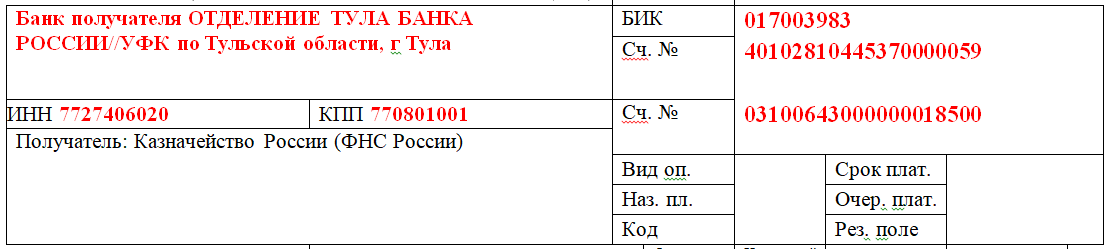 Банк получателя ОТДЕЛЕНИЕ ТУЛА БАНКА
РОССИИ//УФК по Тульской области, г Тула
БИК
017003983
Сч. №
40102810445370000059
ИНН 7727406020
КПП 770801001
Сч. №
03100643000000018500
Получатель: Казначейство России (ФНС России)
Вид оп.
Срок плат.
Наз. пл.
Очер. плат.
Код
Рез. поле